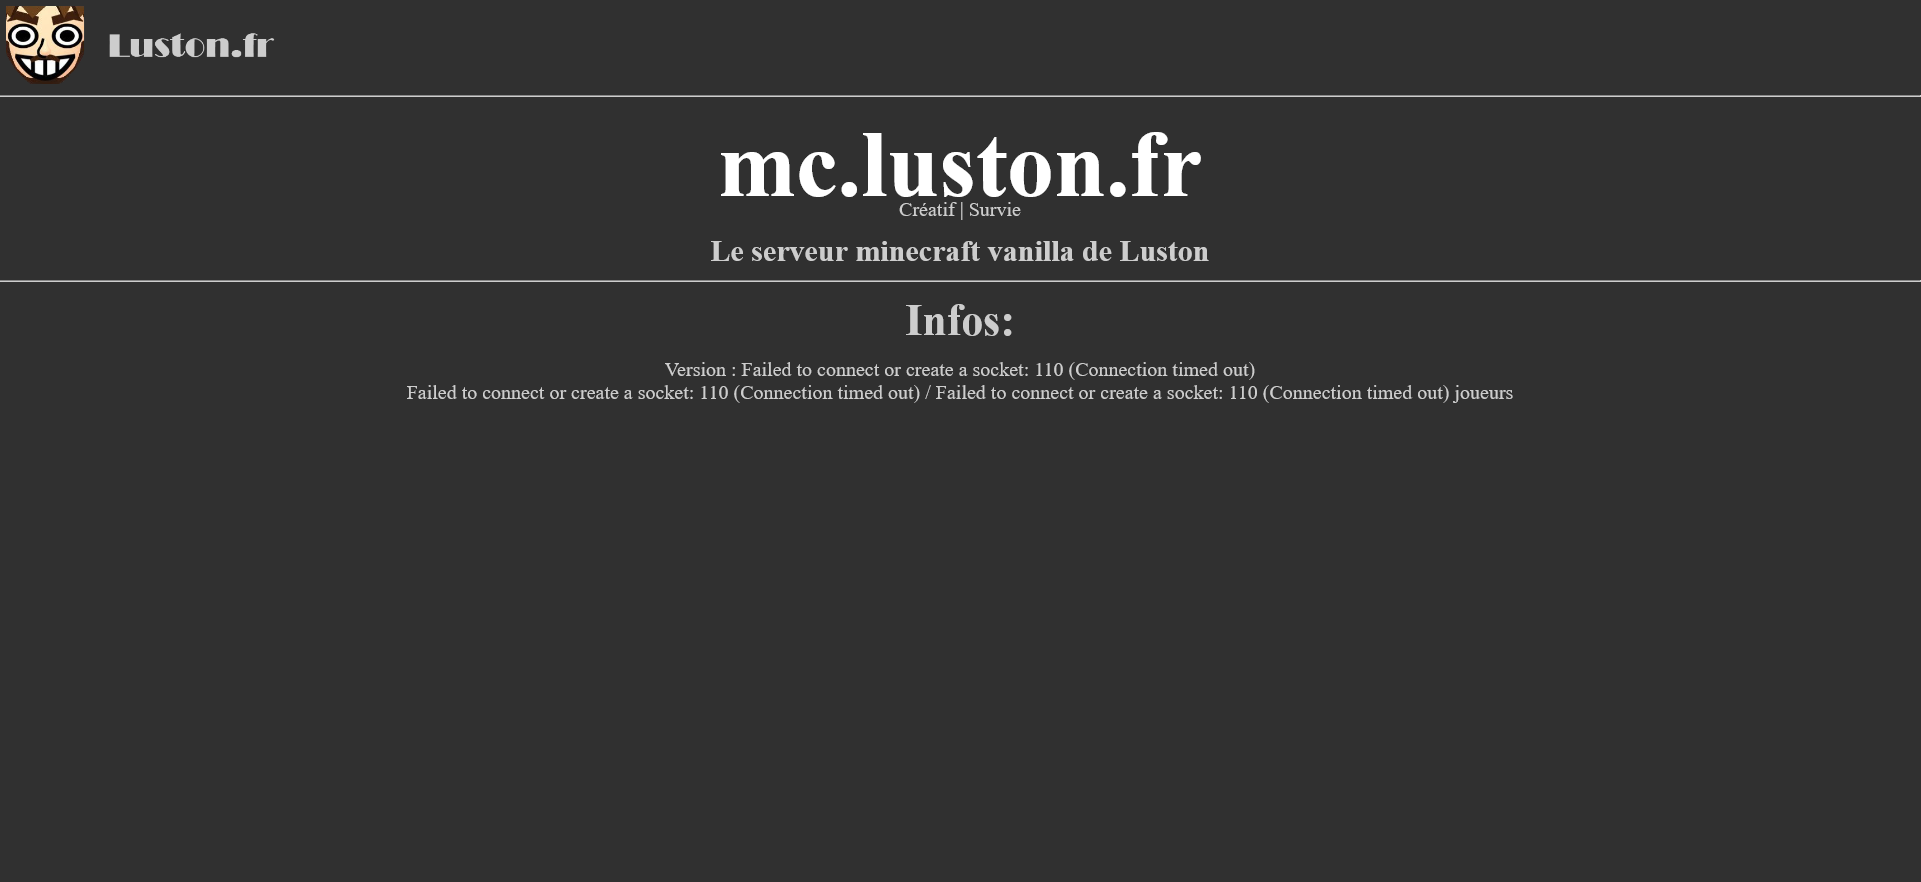 Luston.fr
mc.luston.fr
Créatif | Survie
Le serveur minecraft vanilla de Luston
Infos:
Version : Failed to connect or create a socket: 110 (Connection timed out)
Failed to connect or create a socket: 110 (Connection timed out) / Failed to connect or create a socket: 110 (Connection timed out) joueurs